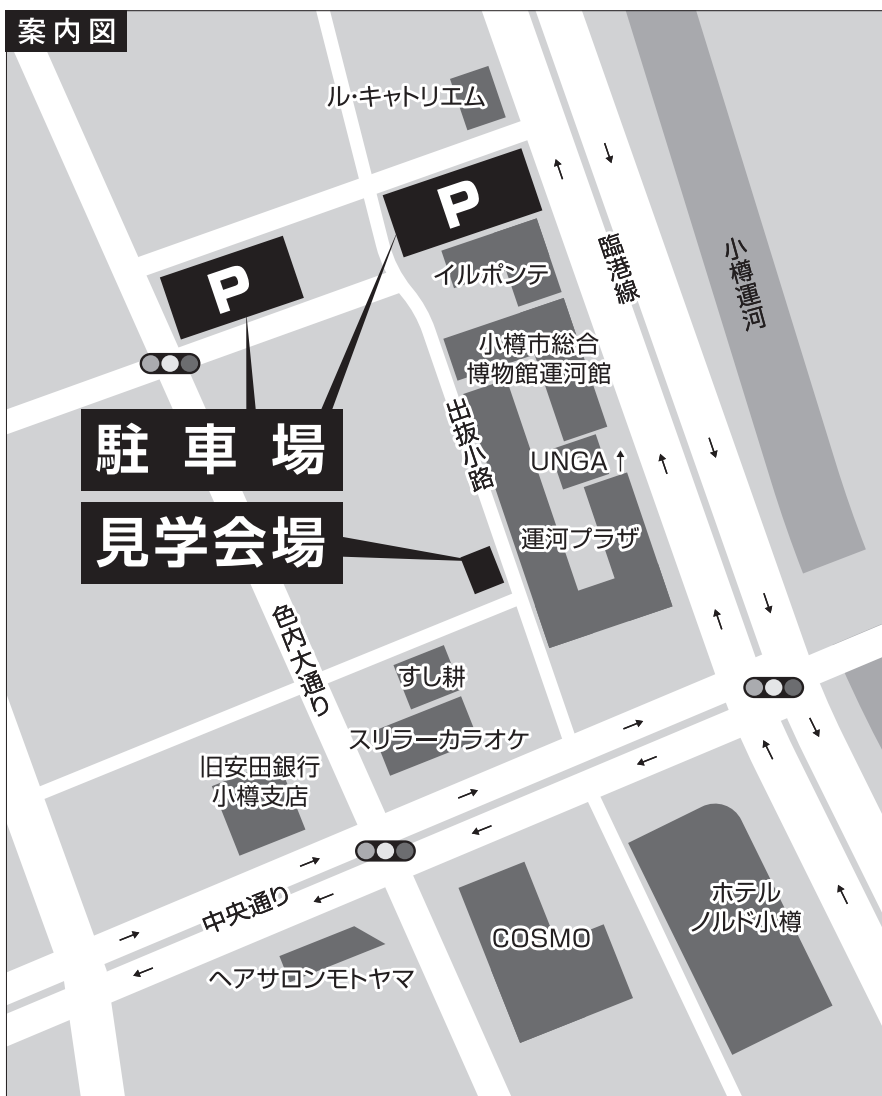 案内図
ル・キャトリエム
P
P
イルポンテ
臨港線
小樽運河
小樽市総合
博物館運河館
出抜小路
駐車場
UNGA↑
見学会場
運河プラザ
色内大通り
すし耕
スリラーカラオケ
旧安田銀行
小樽支店
中央通り
ホテル
ノルド小樽
COSMO
ヘアサロンモトヤマ